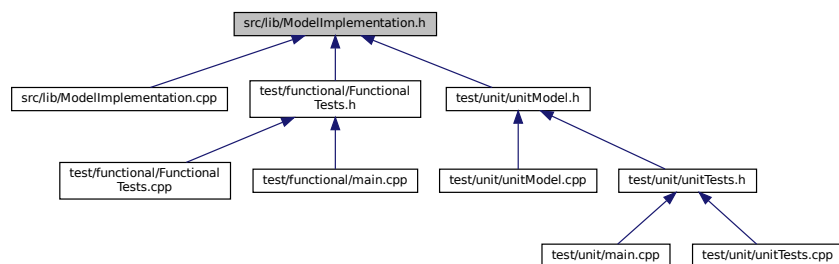 src/lib/ModelImplementation.h
src/lib/ModelImplementation.cpp
test/functional/Functional
Tests.h
test/unit/unitModel.h
test/functional/Functional
Tests.cpp
test/functional/main.cpp
test/unit/unitModel.cpp
test/unit/unitTests.h
test/unit/main.cpp
test/unit/unitTests.cpp